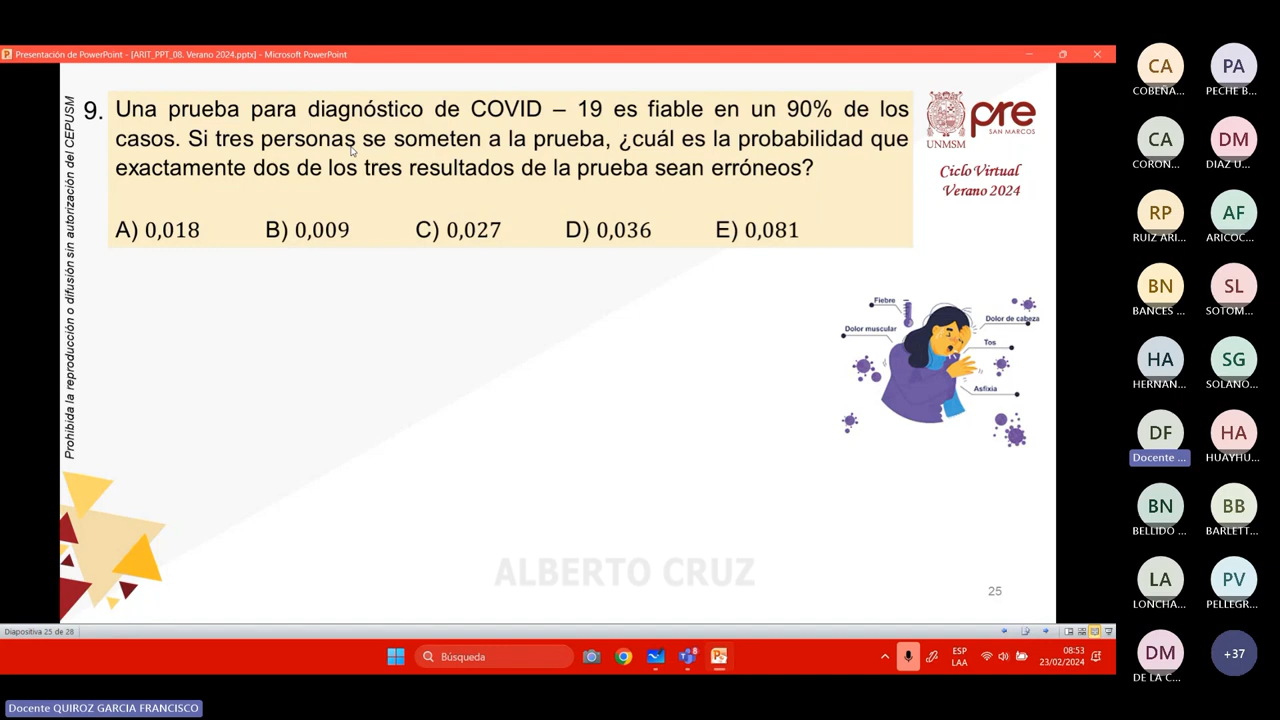 Presentación de PowerPoint - [ARIT_PPT_08. Verano 2024.pptx] - Microsoft PowerPoint
Prohibida la reproducción o difusión sin autorización del CEPUSM
9. Una prueba para diagnóstico de COVID – 19 es fiable en un 90% de los
casos. Si tres personas se someten a la prueba, ¿cuál es la probabilidad que
exactamente dos de los tres resultados de la prueba sean erróneos?
A) 0,018 B) 0,009 C) 0,027 D) 0,036 E) 0,081
UNMSM
pre
SAN MARCOS
Ciclo Virtual
Verano 2024
Fiebre
Dolor de cabeza
Dolor muscular
Tos
Asfixia
ALBERTO CRUZ
25
Diapositiva 25 de 28
Búsqueda
8
ESP
LAA
08:53
23/02/2024
Docente QUIROZ GARCIA FRANCISCO
CA
COBEÑA...
PA
PECHE B...
CA
CORON...
DM
DIAZ U...
RP
RUIZ ARI...
AF
ARICOC...
BN
BANCES ...
SL
SOTOM...
HA
HERNAN...
SG
SOLANO...
DF
Docente ...
HA
HUAYHU...
BN
BELLIDO ...
BB
BARLETT...
LA
LONCHA...
PV
PELLEGR...
DM
DE LA C...
+37